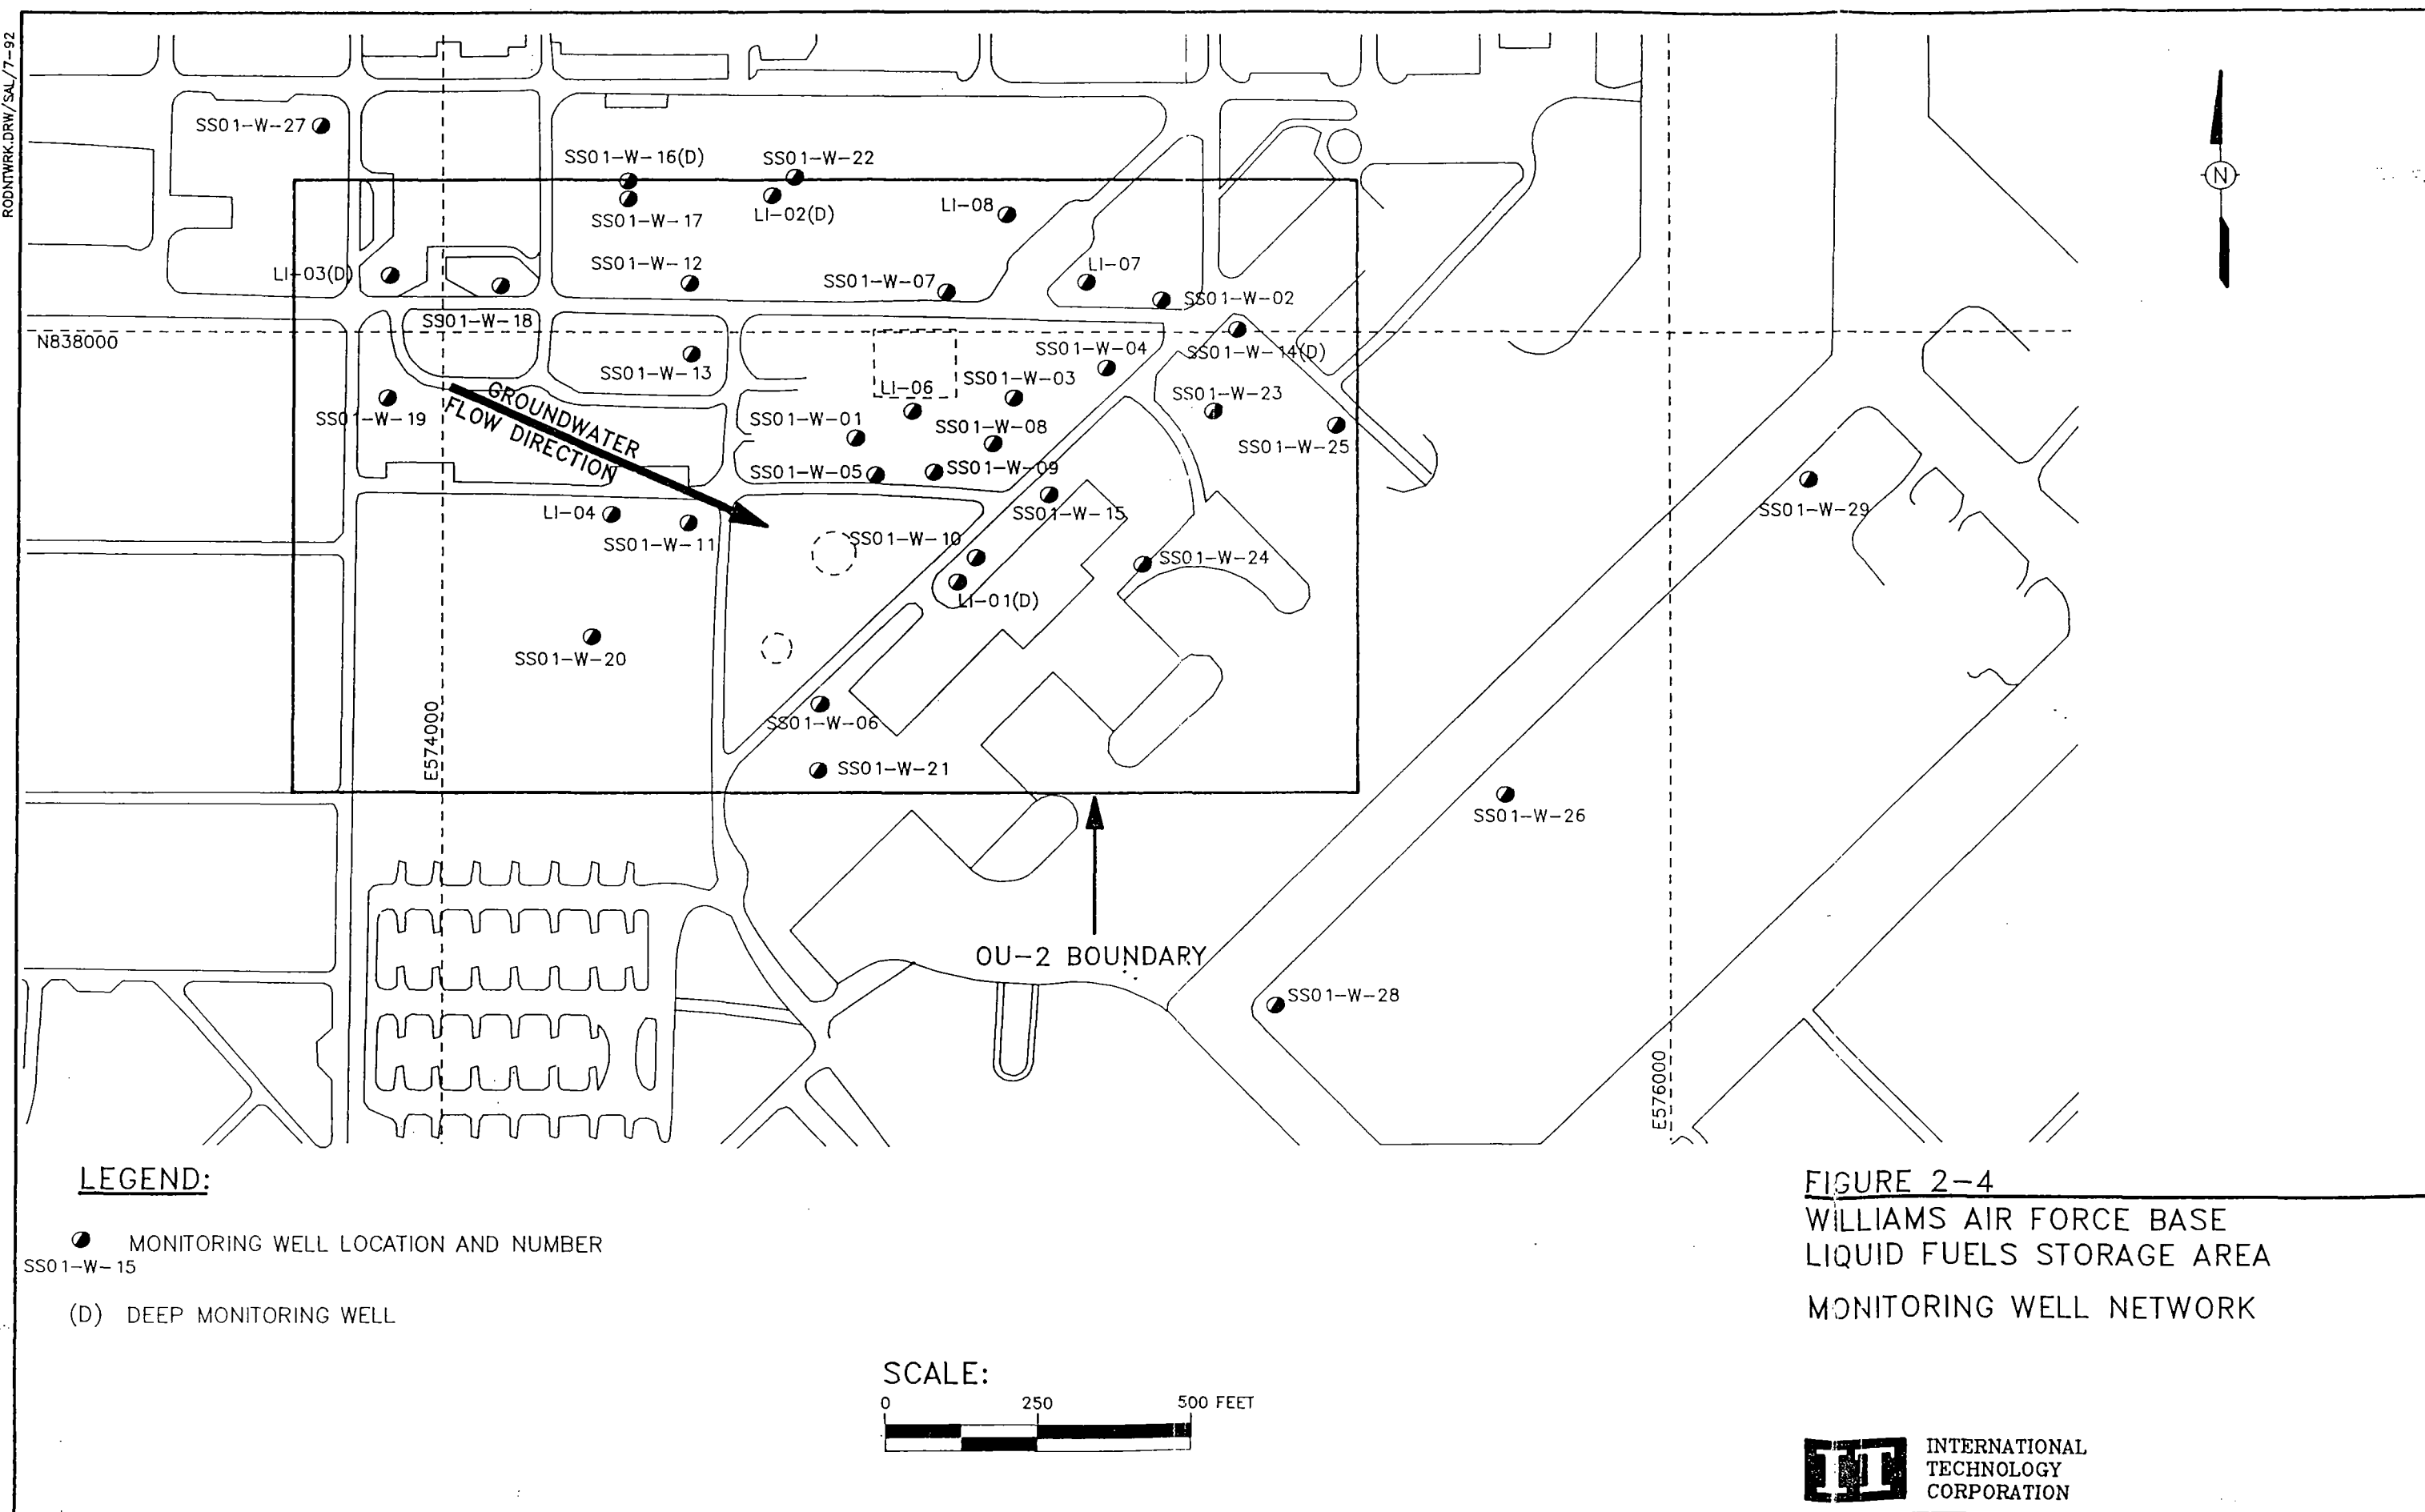 RODNTWRK.DRW/SAL/7-92
SS01-W-27
SS01-W-16(D)
SS01-W-22
SS01-W-17
LI-02(D)
LI-08
LI-03(D)
SS01-W-12
SS01-W-07
LI-07
SS01-W-02
SS01-W-18
N838000
SS01-W-13
SS01-W-04
SS01-W-14(D)
LI-06
SS01-W-03
SS01-W-23
SS01-W-19
GROUNDWATER
FLOW DIRECTION
SS01-W-01
SS01-W-08
SS01-W-25
SS01-W-05
SS01-W-09
LI-04
SS01-W-15
SS01-W-29
SS01-W-11
SS01-W-10
SS01-W-24
LI-01(D)
SS01-W-20
SS01-W-06
E574000
SS01-W-21
SS01-W-26
OU-2 BOUNDARY
SS01-W-28
E576000
N
LEGEND:
MONITORING WELL LOCATION AND NUMBER
SS01-W-15
(D) DEEP MONITORING WELL
SCALE:
0 250 500 FEET
FIGURE 2-4
WILLIAMS AIR FORCE BASE
LIQUID FUELS STORAGE AREA
MONITORING WELL NETWORK
IT
INTERNATIONAL
TECHNOLOGY
CORPORATION